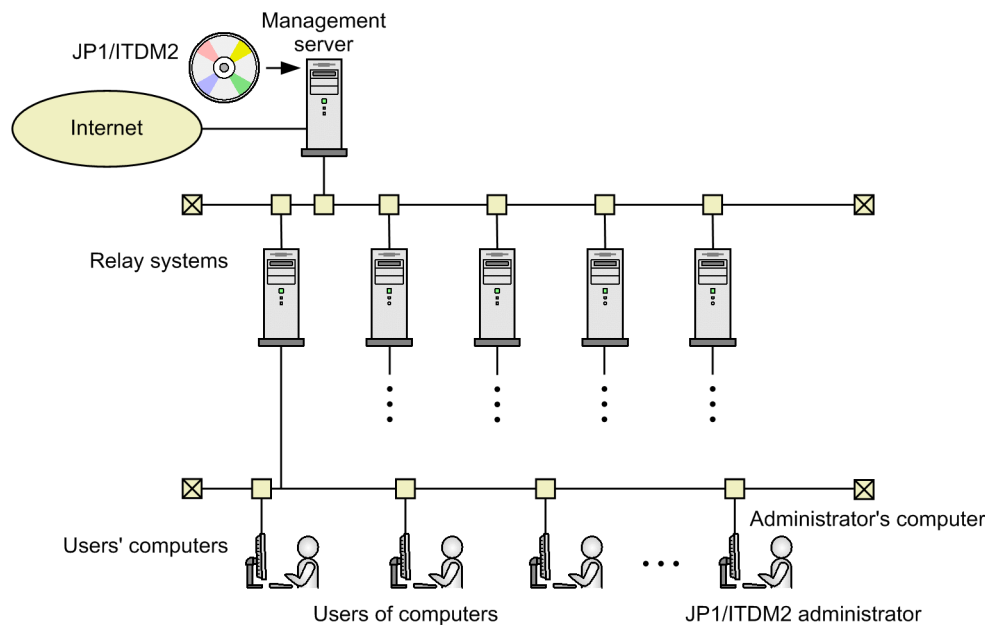 Management
server
JP1/ITDM2
Internet
Relay systems
Administrator's computer
Users' computers
Users of computers
JP1/ITDM2 administrator